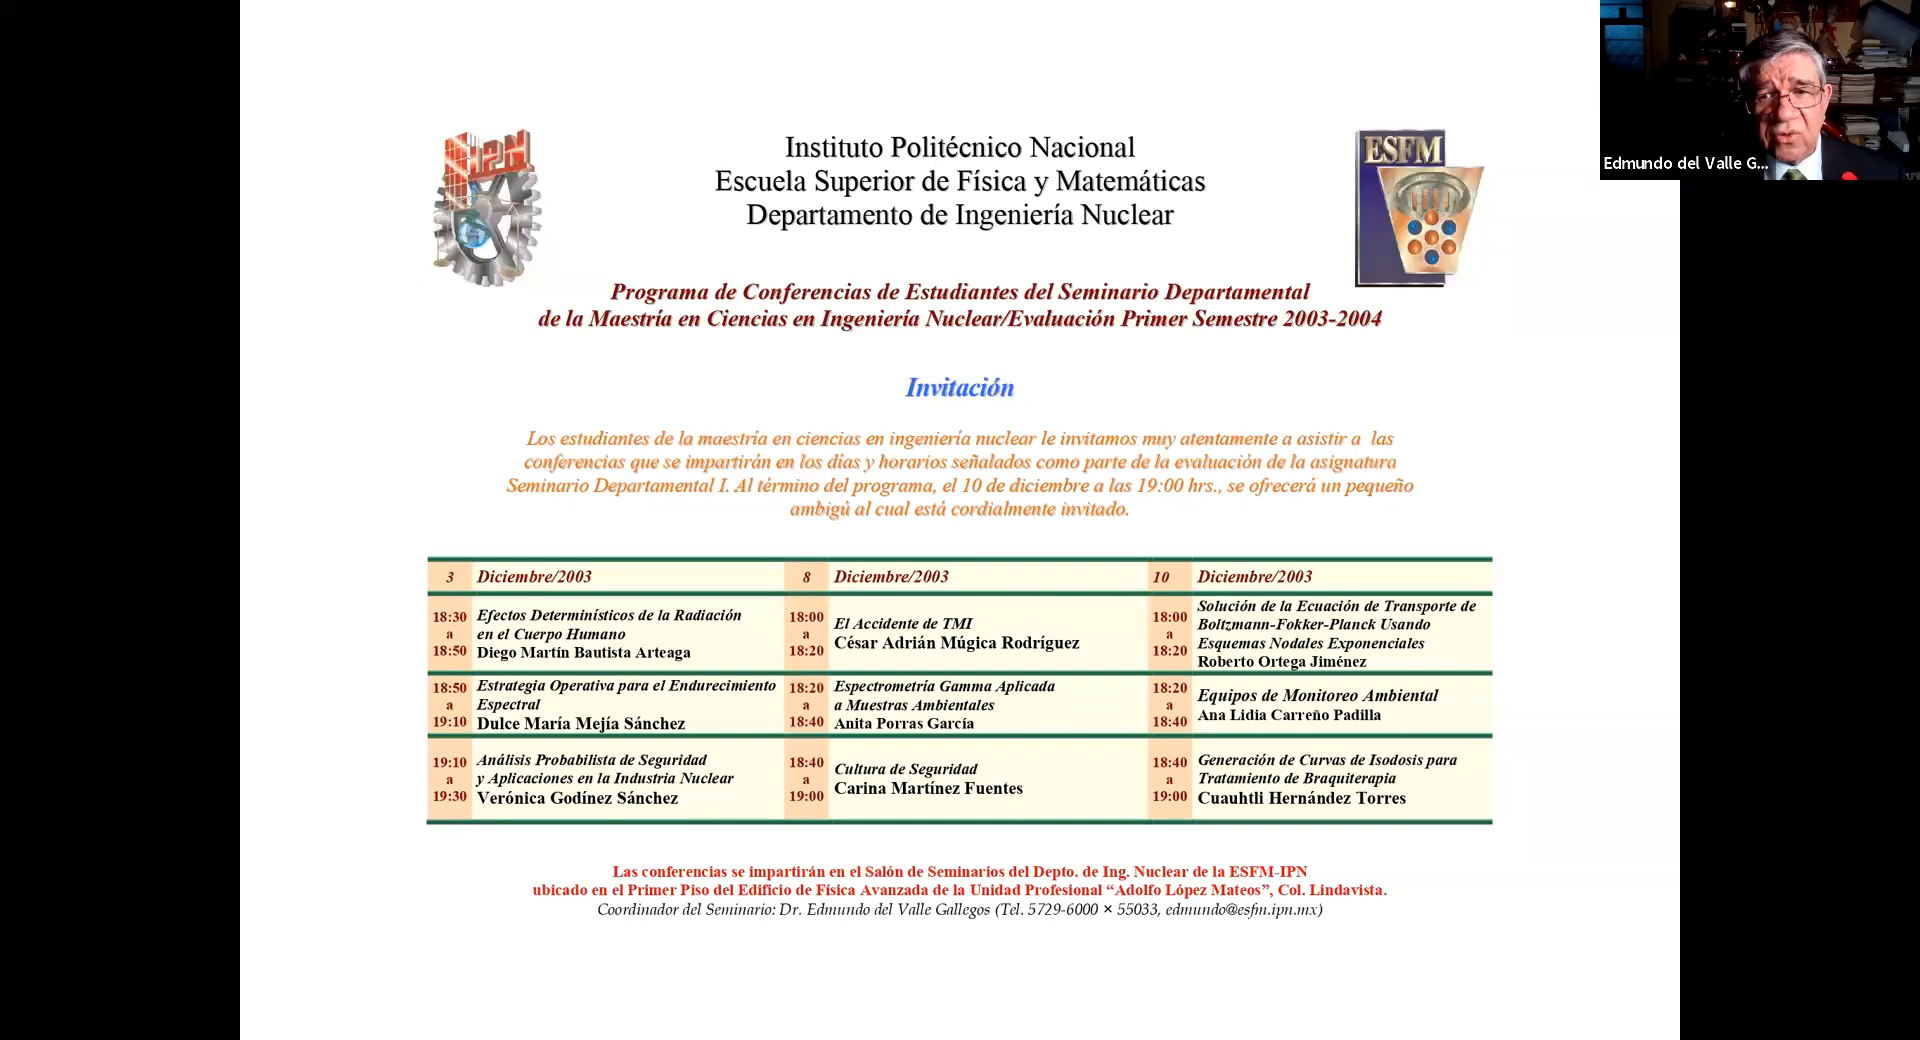 IPN
ESFM
Instituto Politécnico Nacional
Escuela Superior de Física y Matemáticas
Departamento de Ingeniería Nuclear
Edmundo del Valle G...
Programa de Conferencias de Estudiantes del Seminario Departamental
de la Maestría en Ciencias en Ingeniería Nuclear/Evaluación Primer Semestre 2003-2004
Invitación
Los estudiantes de la maestría en ciencias en ingeniería nuclear le invitamos muy atentamente a asistir a las
conferencias que se impartirán en los días y horarios señalados como parte de la evaluación de la asignatura
Seminario Departamental I. Al término del programa, el 10 de diciembre a las 19:00 hrs., se ofrecerá un pequeño
ambigú al cual está cordialmente invitado.
3 Diciembre/2003
8 Diciembre/2003
10 Diciembre/2003
18:30
a
18:50
Efectos Determinísticos de la Radiación
en el Cuerpo Humano
Diego Martín Bautista Arteaga
18:00
a
18:20
El Accidente de TMI
César Adrián Múgica Rodríguez
18:00
a
18:20
Solución de la Ecuación de Transporte de
Boltzmann-Fokker-Planck Usando
Esquemas Nodales Exponenciales
Roberto Ortega Jiménez
18:50
a
19:10
Estrategia Operativa para el Endurecimiento
Espectral
Dulce María Mejía Sánchez
18:20
a
18:40
Espectrometría Gamma Aplicada
a Muestras Ambientales
Anita Porras García
18:20
a
18:40
Equipos de Monitoreo Ambiental
Ana Lidia Carreño Padilla
19:10
a
19:30
Análisis Probabilista de Seguridad
y Aplicaciones en la Industria Nuclear
Verónica Godínez Sánchez
18:40
a
19:00
Cultura de Seguridad
Carina Martínez Fuentes
18:40
a
19:00
Generación de Curvas de Isodosis para
Tratamiento de Braquiterapia
Cuauhtli Hernández Torres
Las conferencias se impartirán en el Salón de Seminarios del Depto. de Ing. Nuclear de la ESFM-IPN
ubicado en el Primer Piso del Edificio de Física Avanzada de la Unidad Profesional “Adolfo López Mateos”, Col. Lindavista.
Coordinador del Seminario: Dr. Edmundo del Valle Gallegos (Tel. 5729-6000 × 55033, edmundo@esfm.ipn.mx)